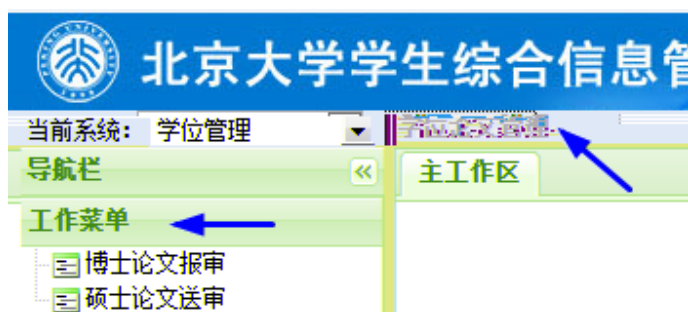 北京大学学生综合信息管
当前系统： 学位管理
导航栏
主工作区
工作菜单
博士论文报审
硕士论文送审